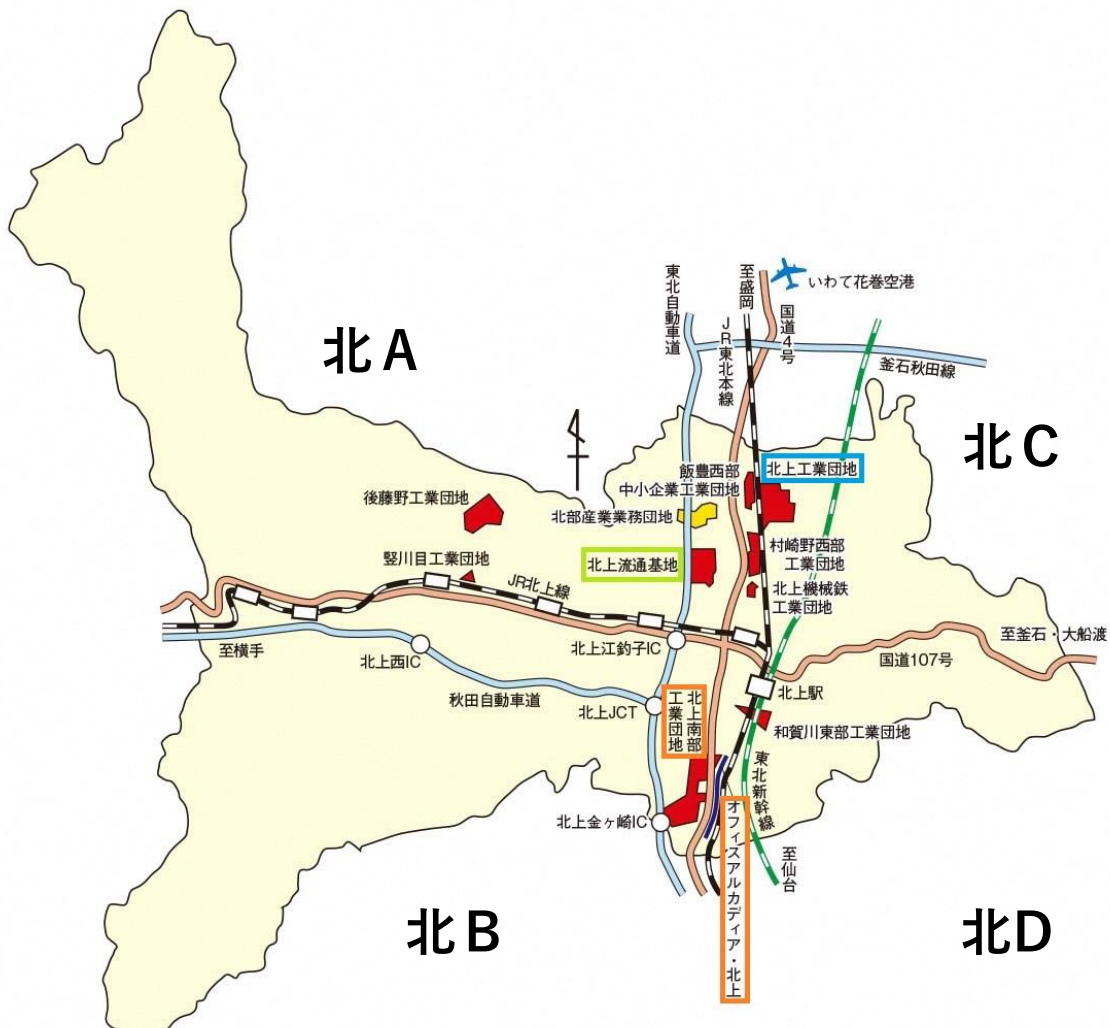 北A
東北自動車道
至盛岡
いわて花巻空港
国道4号
JR東北本線
釜石秋田線
北C
飯豊西部
中小企業工業団地
北上工業団地
後藤野工業団地
北部産業業務団地
村崎野西部
工業団地
北上流通基地
竪川目工業団地
JR北上線
北上機械鉄
工業団地
至横手
北上西IC
北上江釣子IC
至釜石・大船渡
国道107号
北上駅
秋田自動車道
北上JCT
北上南部
工業団地
和賀川東部工業団地
東北新幹線
北上金ヶ崎IC
オフィスアルカディア・北上
至仙台
北B
北D